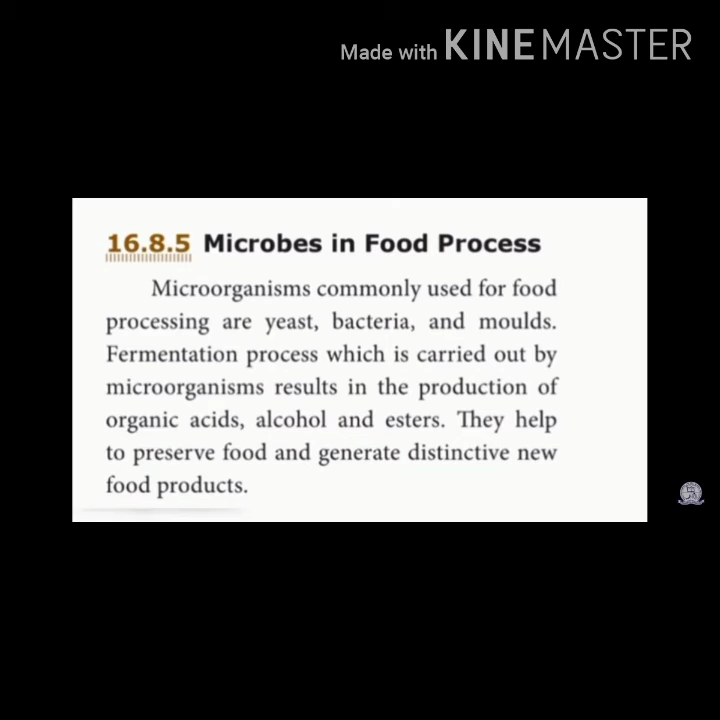 Made with KINEMASTER
16.8.5 Microbes in Food Process
Microorganisms commonly used for food
processing are yeast, bacteria, and moulds.
Fermentation process which is carried out by
microorganisms results in the production of
organic acids, alcohol and esters. They help
to preserve food and generate distinctive new
food products.